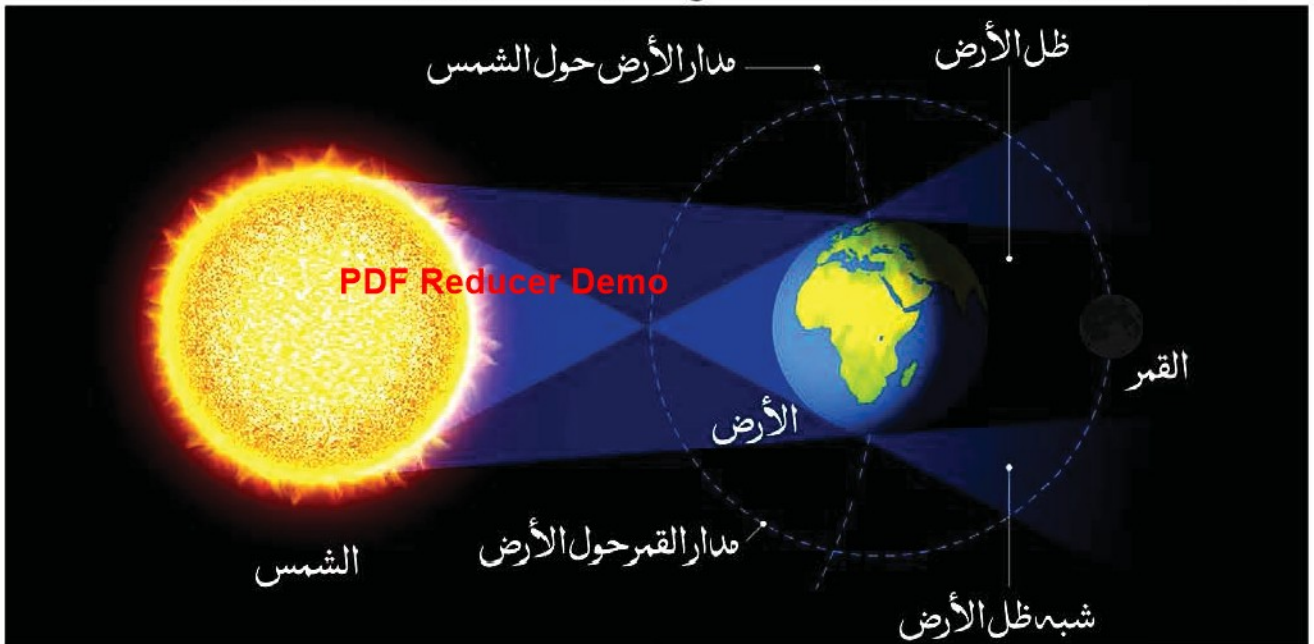 ظل الأرض
مدار الأرض حول الشمس
PDF Reducer Demo
القمر
الأرض
مدار القمر حول الأرض
الشمس
شبه ظل الأرض